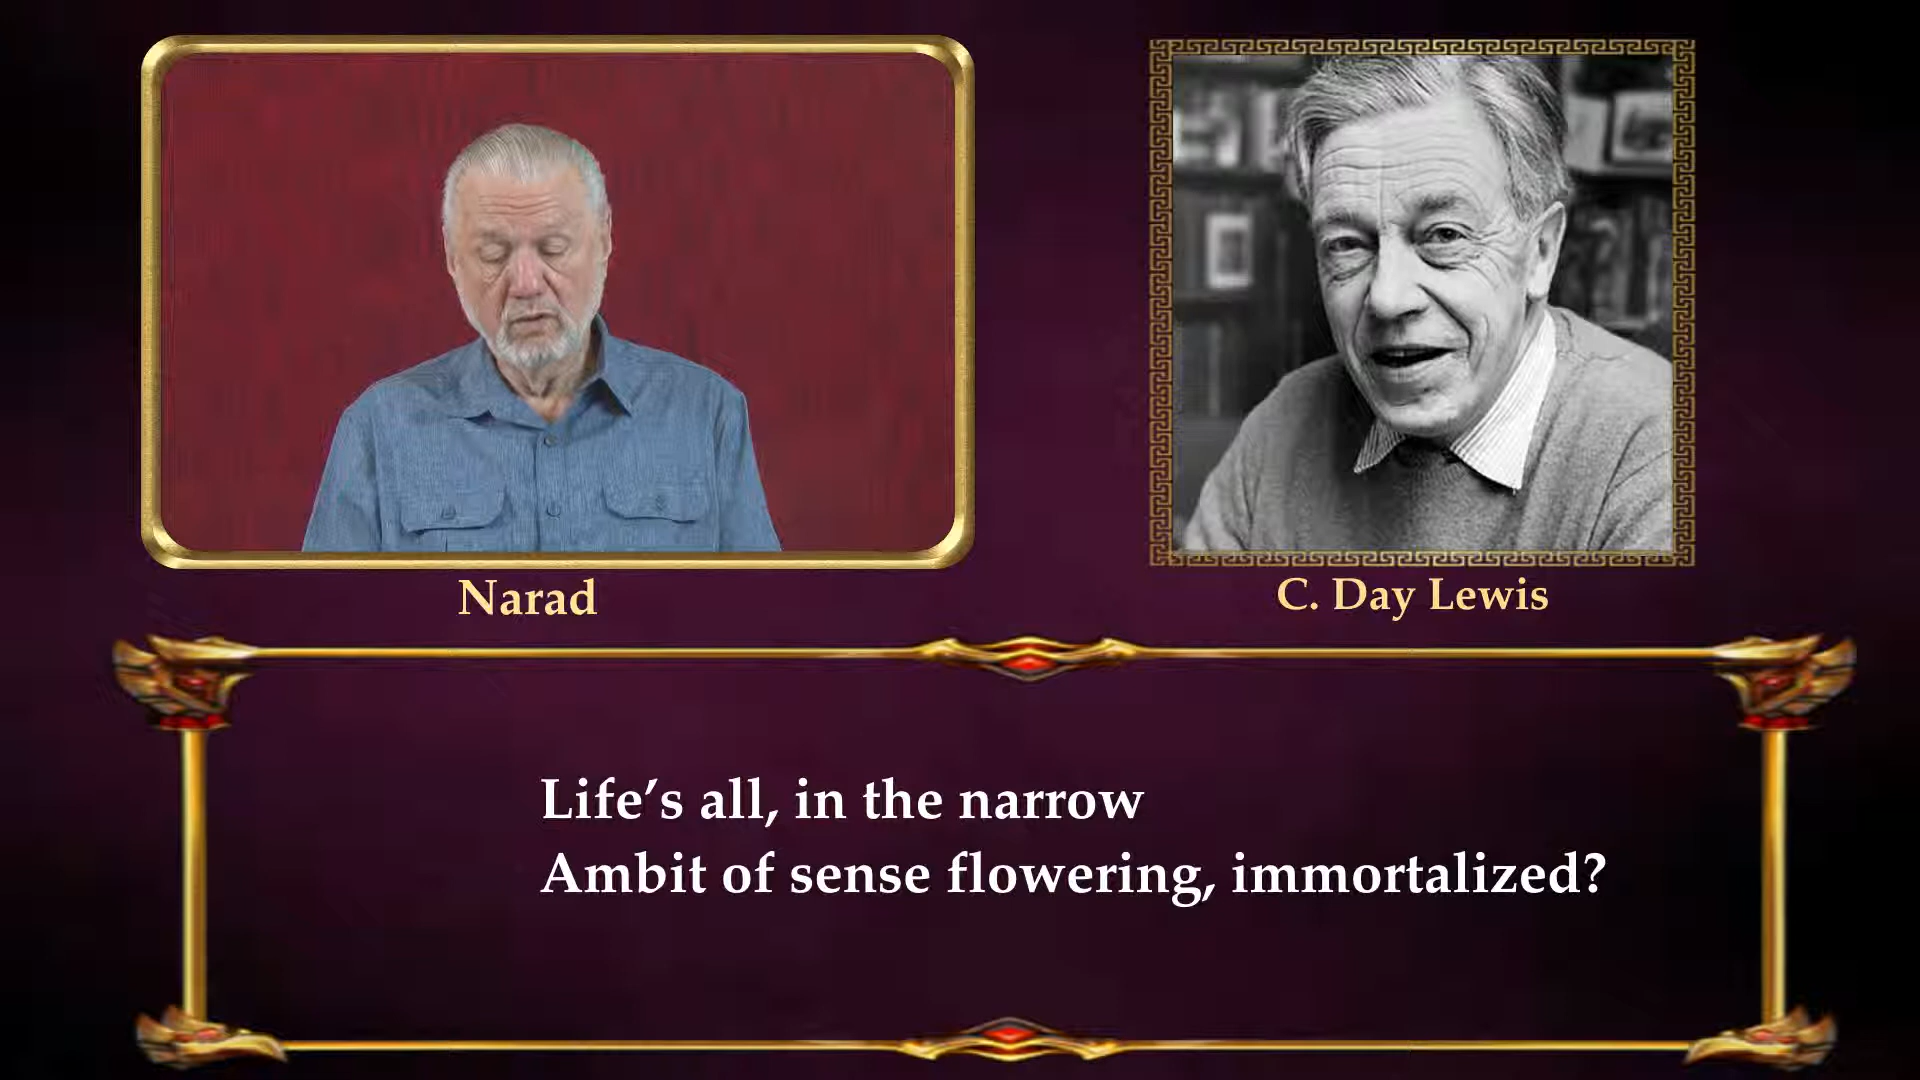 Narad
C. Day Lewis
Life’s all, in the narrow
Ambit of sense flowering, immortalized?